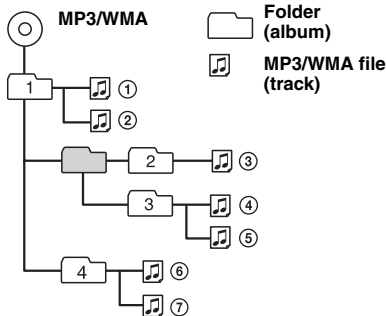 MP3/WMA
Folder
(album)
MP3/WMA file
(track)
1
①
②
2
③
3
④
⑤
4
⑥
⑦